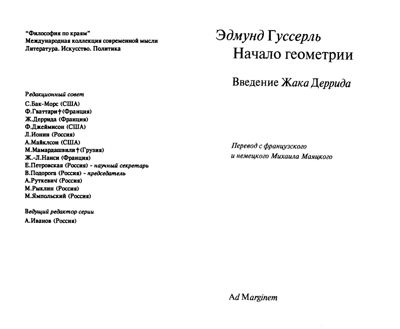 "Философия по краям"
Международная коллекция современной мысли
Литература. Искусство. Политика
Редакционный совет
С.Бак-Морс (США)
Ф.Гваттари†(Франция)
Ж.Деррида (Франция)
Ф.Джеймисон (США)
Л.Ионин (Россия)
А.Майклсон (США)
М.Мамардашвили†(Грузия)
Ж.-Л.Нанси (Франция)
Е.Петровская (Россия) - научный секретарь
В.Подорога (Россия) - председатель
А.Руткевич (Россия)
М.Рыклин (Россия)
М.Ямпольский (Россия)
Ведущий редактор серии
А.Иванов (Россия)
Эдмунд Гуссерль
Начало геометрии
Введение Жака Деррида
Перевод с французского
и немецкого Михаила Маяцкого
Ad Marginem